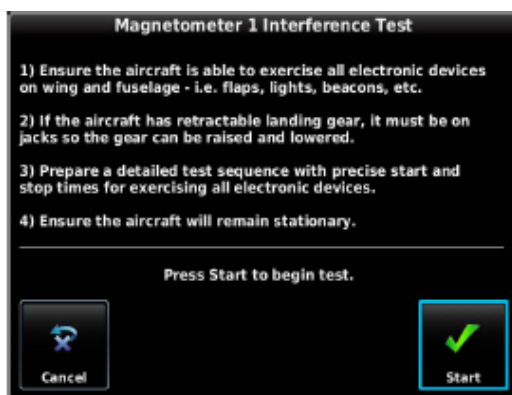 Magnetometer 1 Interference Test
1) Ensure the aircraft is able to exercise all electronic devices
on wing and fuselage - i.e. flaps, lights, beacons, etc.
2) If the aircraft has retractable landing gear, it must be on
jacks so the gear can be raised and lowered.
3) Prepare a detailed test sequence with precise start and
stop times for exercising all electronic devices.
4) Ensure the aircraft will remain stationary.
Press Start to begin test.
Cancel
Start